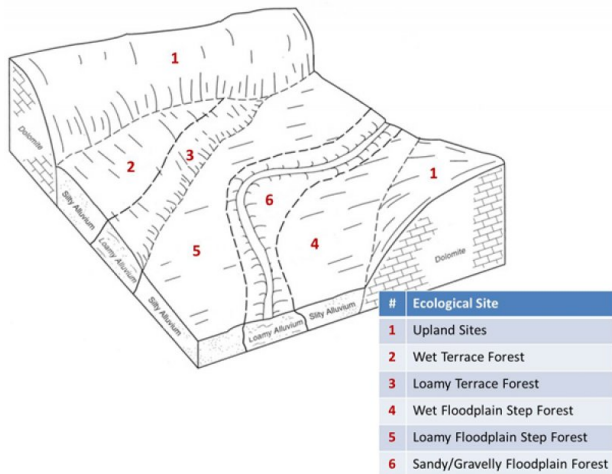 1
Dolomite
2
3
1
6
Silty Alluvium
5
4
Loamy Alluvium
Dolomite
Silty Alluvium
Silty Alluvium
Loamy Alluvium
# Ecological Site
1 Upland Sites
2 Wet Terrace Forest
3 Loamy Terrace Forest
4 Wet Floodplain Step Forest
5 Loamy Floodplain Step Forest
6 Sandy/Gravelly Floodplain Forest